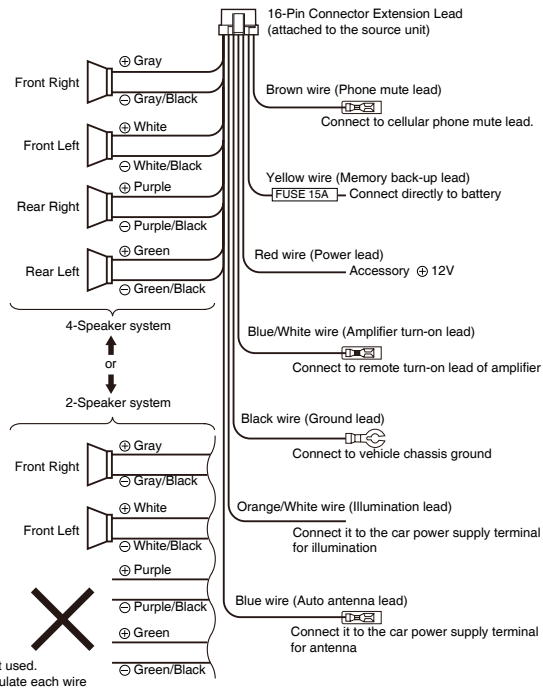 16-Pin Connector Extension Lead
(attached to the source unit)
⊕ Gray
Front Right
⊖ Gray/Black
⊕ White
Front Left
⊖ White/Black
⊕ Purple
Rear Right
⊖ Purple/Black
⊕ Green
Rear Left
⊖ Green/Black
4-Speaker system
or
2-Speaker system
⊕ Gray
Front Right
⊖ Gray/Black
⊕ White
Front Left
⊖ White/Black
⊕ Purple
⊖ Purple/Black
⊕ Green
⊖ Green/Black
used.
each wire
Brown wire (Phone mute lead)
Connect to cellular phone mute lead.
Yellow wire (Memory back-up lead)
FUSE 15A
Connect directly to battery
Red wire (Power lead)
Accessory ⊕ 12V
Blue/White wire (Amplifier turn-on lead)
Connect to remote turn-on lead of amplifier
Black wire (Ground lead)
Connect to vehicle chassis ground
Orange/White wire (Illumination lead)
Connect it to the car power supply terminal
for illumination
Blue wire (Auto antenna lead)
Connect it to the car power supply terminal
for antenna